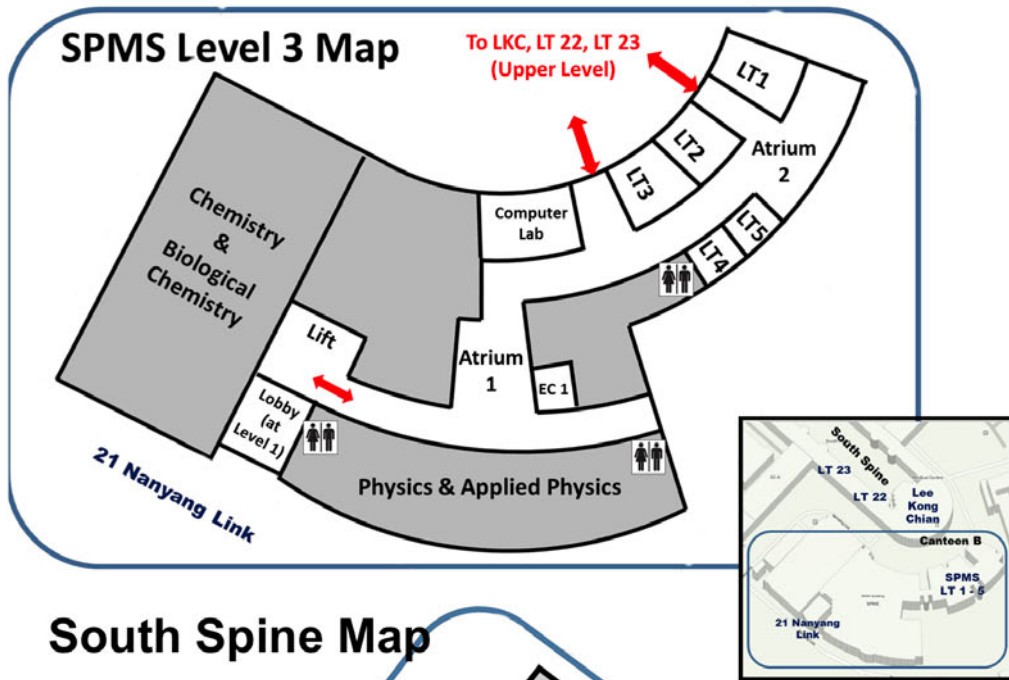 SPMS Level 3 Map
To LKC, LT 22, LT 23
(Upper Level)
LT1
LT2
LT3
Atrium
2
Computer
Lab
LT5
LT4
Chemistry
&
Biological
Chemistry
Lift
Atrium
1
EC 1
Lobby
(at
Level 1)
21 Nanyang Link
Physics & Applied Physics
South Spine
LT 23
LT 22
Lee
Kong
Chian
Canteen B
SPMS
LT 1 - 5
SPMS
21 Nanyang
Link
South Spine Map